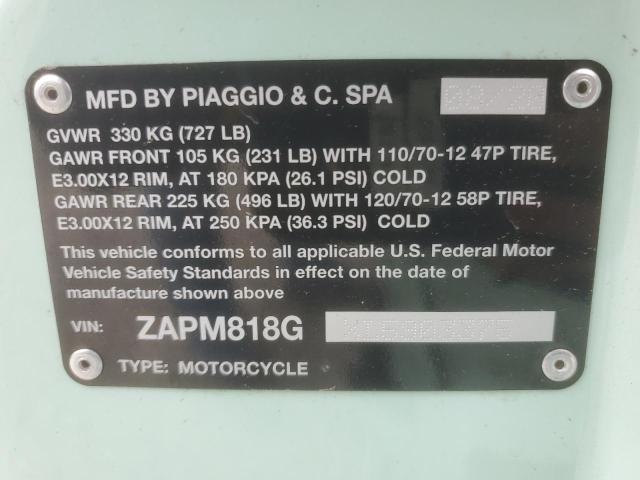 MFD BY PIAGGIO & C. SPA
GVWR 330 KG (727 LB)
GAWR FRONT 105 KG (231 LB) WITH 110/70-12 47P TIRE,
E3.00X12 RIM, AT 180 KPA (26.1 PSI) COLD
GAWR REAR 225 KG (496 LB) WITH 120/70-12 58P TIRE,
E3.00X12 RIM, AT 250 KPA (36.3 PSI) COLD
This vehicle conforms to all applicable U.S. Federal Motor
Vehicle Safety Standards in effect on the date of
manufacture shown above
VIN: ZAPM818G
TYPE: MOTORCYCLE